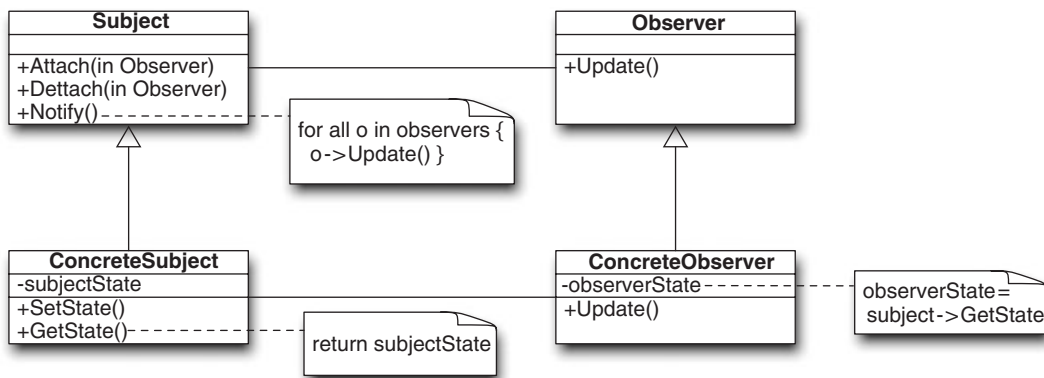 Subject
+Attach(in Observer)
+Dettach(in Observer)
+Notify()
Observer
+Update()
for all o in observers {
o->Update() }
ConcreteSubject
-subjectState
+SetState()
+GetState()
return subjectState
ConcreteObserver
-observerState
+Update()
observerState=
subject->GetState